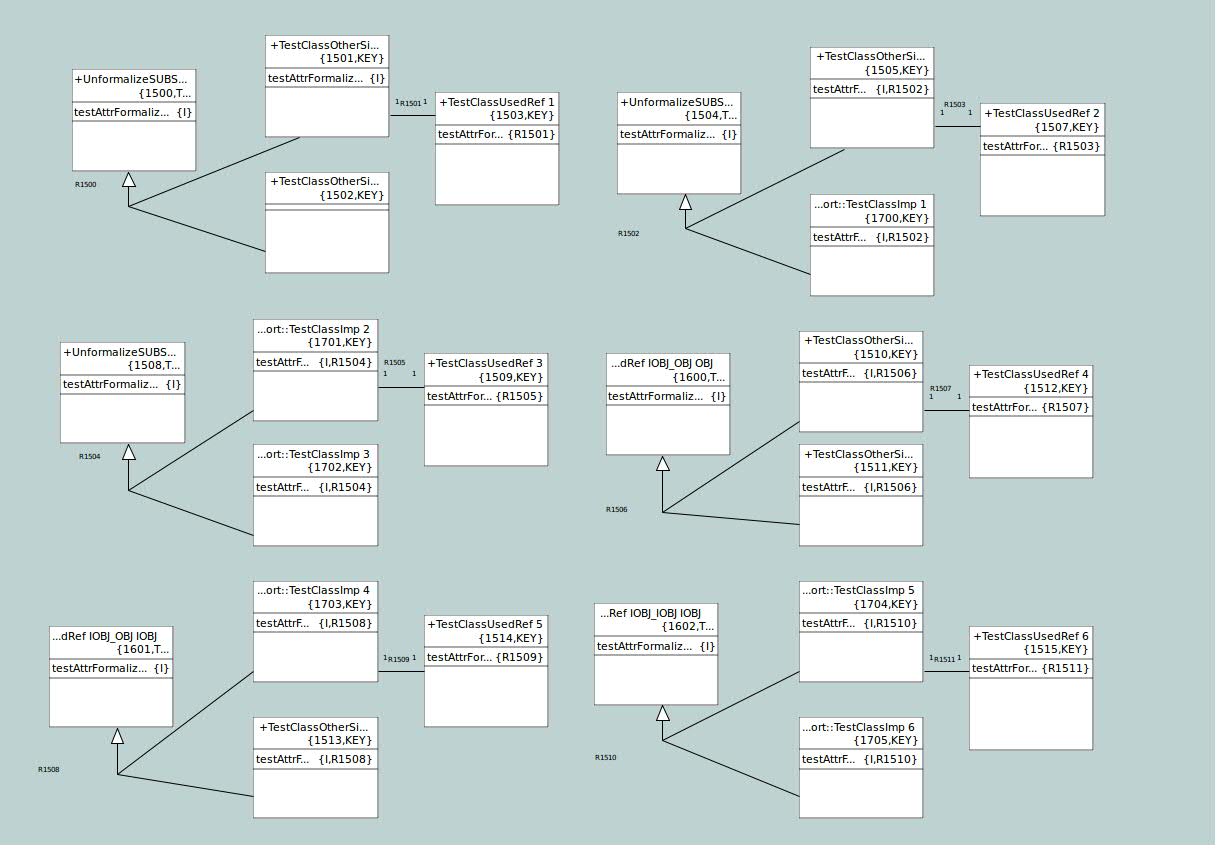 +UnformalizeSUBS...
{1500,T...
testAttrFormaliz... {I}
R1500
+TestClassOtherSi...
{1501,KEY}
testAttrFormaliz... {I}
1 R1501 1
+TestClassUsedRef 1
{1503,KEY}
testAttrFor... {R1501}
+TestClassOtherSi...
{1502,KEY}
+UnformalizeSUBS...
{1504,T...
testAttrFormaliz... {I}
R1502
+TestClassOtherSi...
{1505,KEY}
testAttrF... {I,R1502}
R1503
1 1
+TestClassUsedRef 2
{1507,KEY}
testAttrFor... {R1503}
...ort::TestClassImp 1
{1700,KEY}
testAttrF... {I,R1502}
+UnformalizeSUBS...
{1508,T...
testAttrFormaliz... {I}
R1504
...ort::TestClassImp 2
{1701,KEY}
testAttrF... {I,R1504}
R1505
1 1
+TestClassUsedRef 3
{1509,KEY}
testAttrFor... {R1505}
...ort::TestClassImp 3
{1702,KEY}
testAttrF... {I,R1504}
...dRef IOBJ_OBJ OBJ
{1600,T...
testAttrFormaliz... {I}
R1506
+TestClassOtherSi...
{1510,KEY}
testAttrF... {I,R1506}
R1507
1 1
+TestClassUsedRef 4
{1512,KEY}
testAttrFor... {R1507}
+TestClassOtherSi...
{1511,KEY}
testAttrF... {I,R1506}
...dRef IOBJ_OBJ IOBJ
{1601,T...
testAttrFormaliz... {I}
R1508
...ort::TestClassImp 4
{1703,KEY}
testAttrF... {I,R1508}
1 R1509 1
+TestClassUsedRef 5
{1514,KEY}
testAttrFor... {R1509}
+TestClassOtherSi...
{1513,KEY}
testAttrF... {I,R1508}
...Ref IOBJ_IOBJ IOBJ
{1602,T...
testAttrFormaliz... {I}
R1510
...ort::TestClassImp 5
{1704,KEY}
testAttrF... {I,R1510}
1 R1511 1
+TestClassUsedRef 6
{1515,KEY}
testAttrFor... {R1511}
...ort::TestClassImp 6
{1705,KEY}
testAttrF... {I,R1510}